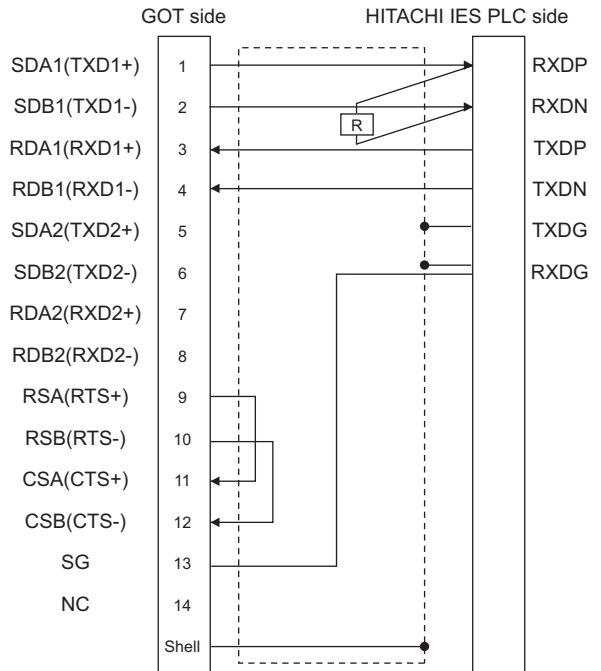 GOT side HITACHI IES PLC side
SDA1(TXD1+) 1 RXDP
SDB1(TXD1-) 2 RXDN
R
RDA1(RXD1+) 3 TXDP
RDB1(RXD1-) 4 TXDN
SDA2(TXD2+) 5 TXDG
SDB2(TXD2-) 6 RXDG
RDA2(RXD2+) 7
RDB2(RXD2-) 8
RSA(RTS+) 9
RSB(RTS-) 10
CSA(CTS+) 11
CSB(CTS-) 12
SG 13
NC 14
Shell